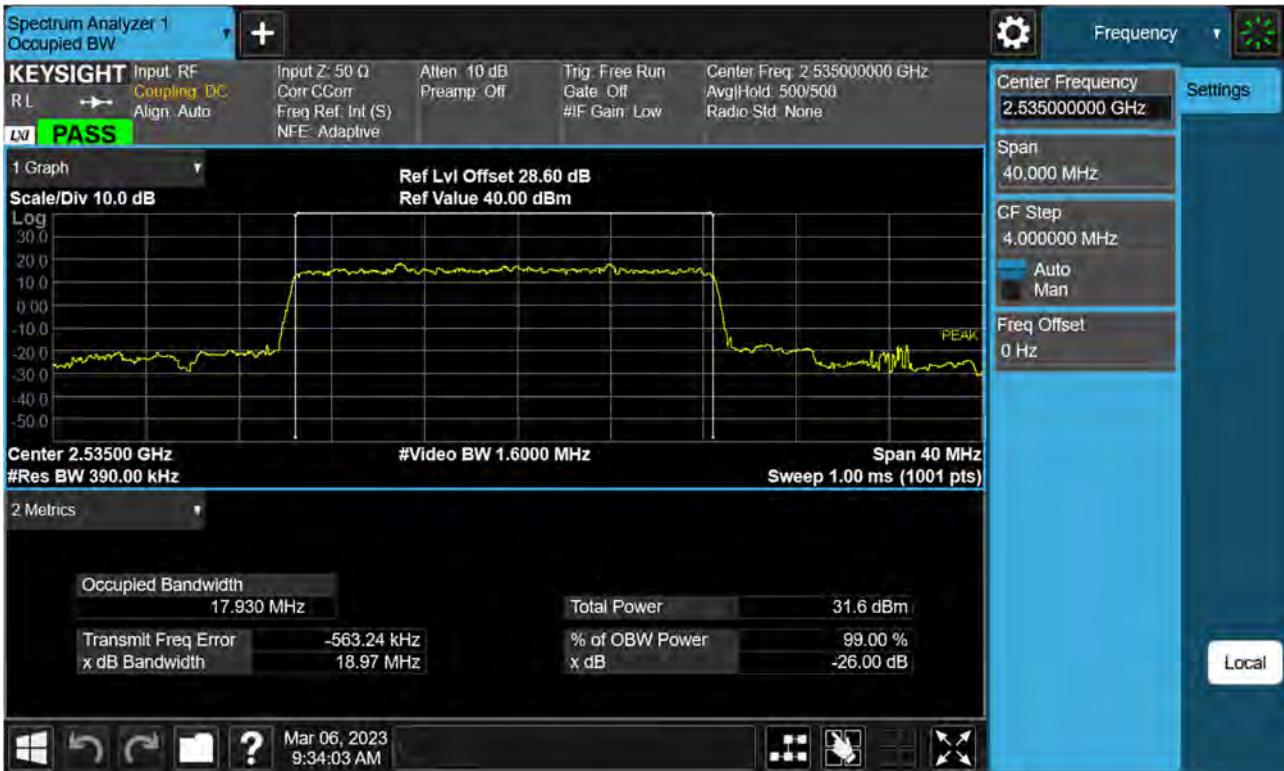 Spectrum Analyzer 1
Occupied BW
+
Frequency
KEYSIGHT
R L
LXI
PASS
Input: RF
Coupling: DC
Align: Auto
Input Z: 50 Ω
Corr CCorr
Freq Ref: Int (S)
NFE: Adaptive
Atten: 10 dB
Preamp: Off
Trig: Free Run
Gate: Off
#IF Gain: Low
Center Freq: 2.535000000 GHz
Avg|Hold: 500/500
Radio Std: None
Center Frequency
2.535000000 GHz
Settings
Span
40.000 MHz
CF Step
4.000000 MHz
Auto
Man
Freq Offset
0 Hz
1 Graph
Scale/Div 10.0 dB
Ref Lvl Offset 28.60 dB
Ref Value 40.00 dBm
Log
30.0
20.0
10.0
0.00
-10.0
-20.0
-30.0
-40.0
-50.0
PEAK
Center 2.53500 GHz
#Video BW 1.6000 MHz
Span 40 MHz
#Res BW 390.00 kHz
Sweep 1.00 ms (1001 pts)
2 Metrics
Occupied Bandwidth
17.930 MHz
Total Power 31.6 dBm
Transmit Freq Error -563.24 kHz
% of OBW Power 99.00 %
x dB Bandwidth 18.97 MHz
x dB -26.00 dB
Local
?
Mar 06, 2023
9:34:03 AM